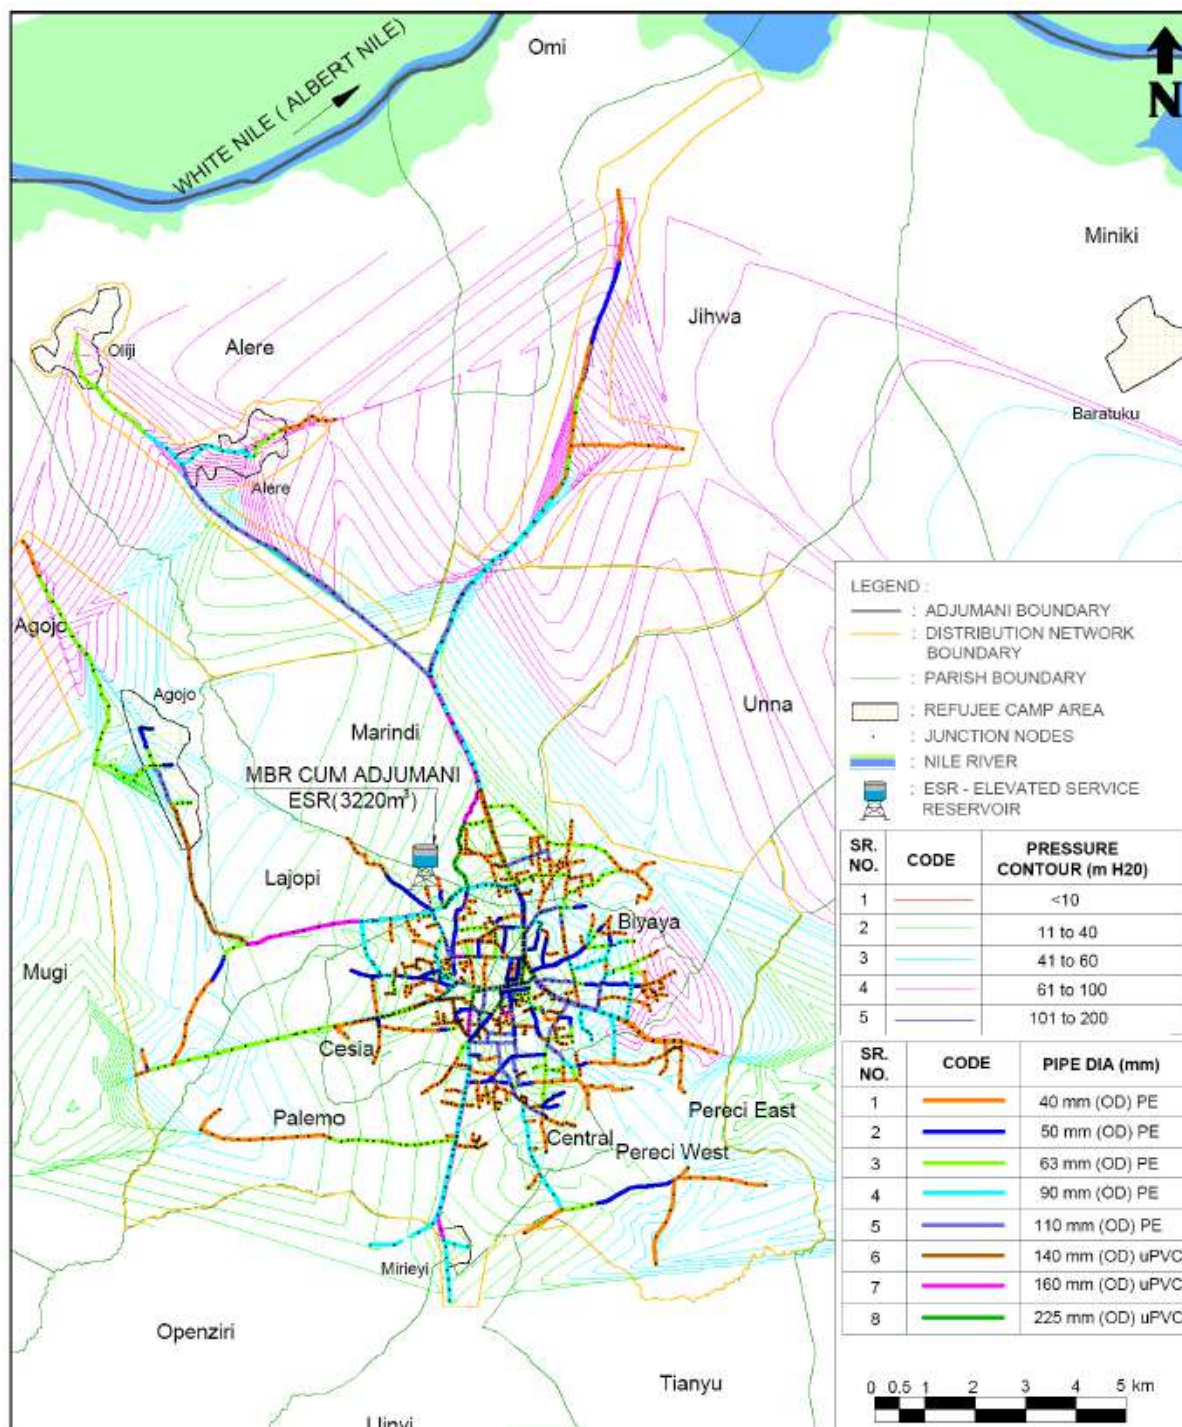 Omi
WHITE NILE ( ALBERT NILE)
N
Miniki
Jihwa
Oliji
Alere
Baratuku
Alere
Agojo
Agojo
Unna
Marindi
MBR CUM ADJUMANI
ESR(3220m³)
Lajopi
Biyaya
Mugi
Cesia
Palemo
Pereci East
Central
Pereci West
Mirieyi
Openziri
Tianyu
LEGEND :
: ADJUMANI BOUNDARY
: DISTRIBUTION NETWORK
BOUNDARY
: PARISH BOUNDARY
: REFUJEE CAMP AREA
: JUNCTION NODES
: NILE RIVER
: ESR - ELEVATED SERVICE
RESERVOIR
SR. NO. CODE PRESSURE CONTOUR (m H20)
1 <10
2 11 to 40
3 41 to 60
4 61 to 100
5 101 to 200
SR. NO. CODE PIPE DIA (mm)
1 40 mm (OD) PE
2 50 mm (OD) PE
3 63 mm (OD) PE
4 90 mm (OD) PE
5 110 mm (OD) PE
6 140 mm (OD) uPVC
7 160 mm (OD) uPVC
8 225 mm (OD) uPVC
0 0.5 1 2 3 4 5 km